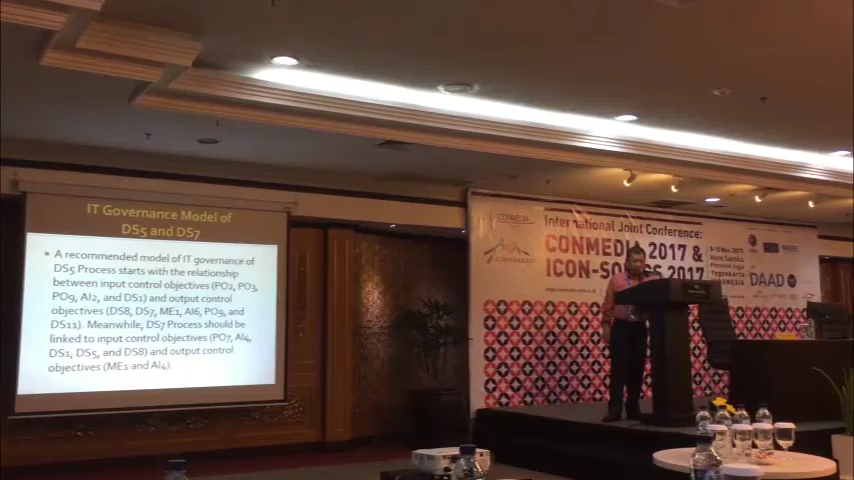 IT Governance Model of
DS5 and DS7
A recommended model of IT governance of
DS5 Process starts with the relationship
between input control objectives (PO2, PO3,
PO9, AI2, and DS1) and output control
objectives (DS8, DS7, ME1, AI6, PO9, and
DS11). Meanwhile, DS7 Process should be
linked to input control objectives (PO7, AI4,
DS1, DS5, and DS8) and output control
objectives (ME1 and AI4).
CONMEDIA
International Joint Conference:
CONMEDIA 2017 &
2017
DAAD
INDONESIA